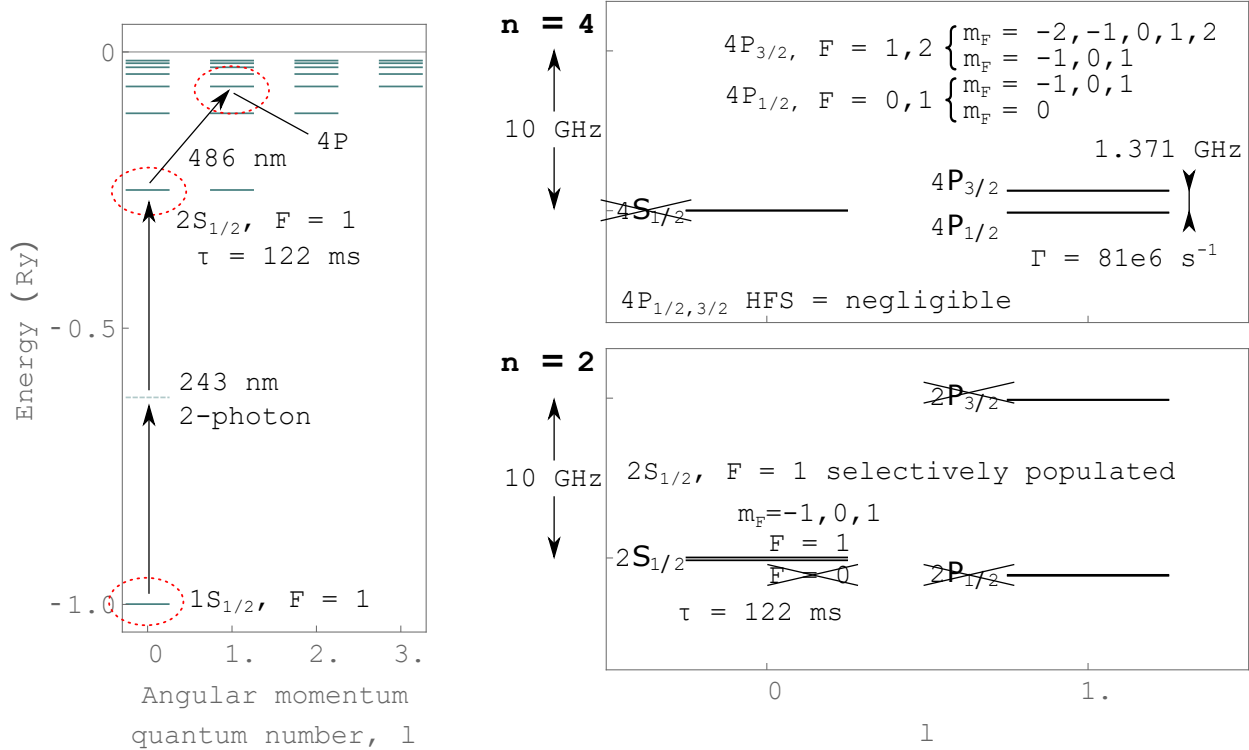 0
-0.5
-1.0
Energy (Ry)
486 nm
4P
2S1/2, F = 1
τ = 122 ms
243 nm
2-photon
1S1/2, F = 1
0
1.
2.
3.
Angular momentum
quantum number, l
n = 4
10 GHz
4P3/2, F = 1,2
mF = -2,-1,0,1,2
mF = -1,0,1
4P1/2, F = 0,1
mF = -1,0,1
mF = 0
1.371 GHz
4S1/2
4P3/2
4P1/2
Γ = 81e6 s-1
4P1/2,3/2 HFS = negligible
n = 2
10 GHz
2P3/2
2S1/2, F = 1 selectively populated
mF=-1,0,1
F = 1
2S1/2
F = 0
2P1/2
τ = 122 ms
0
1.
l